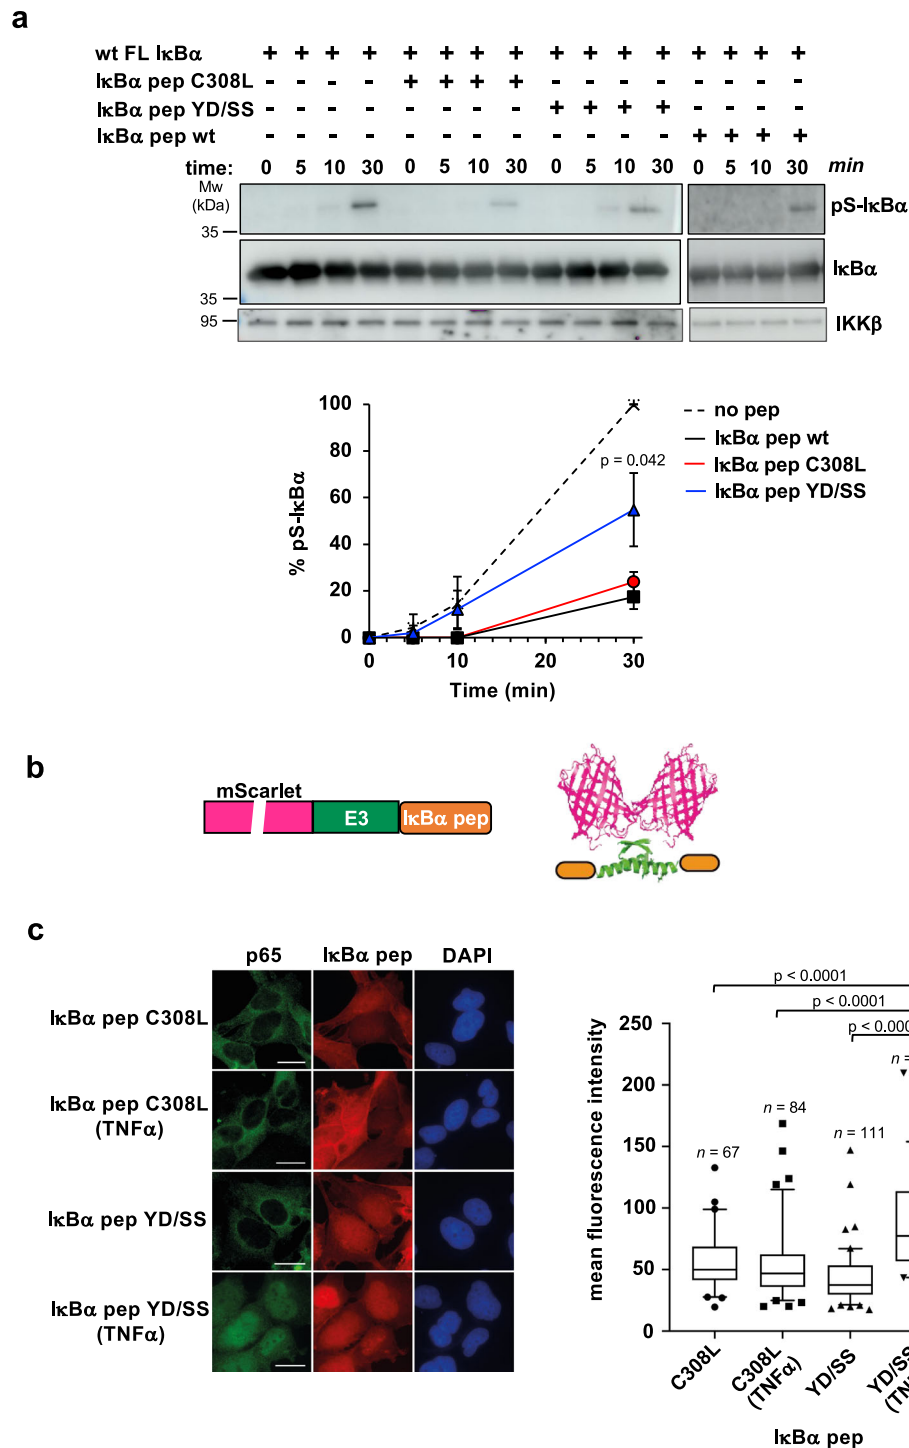 a
wt FL IκBα + + + + + + + + + + + + + + + +
IκBα pep C308L - - - - + + + + - - - - - - - -
IκBα pep YD/SS - - - - - - - - + + + + - - - -
IκBα pep wt - - - - - - - - - - - - + + + +
time: 0 5 10 30 0 5 10 30 0 5 10 30 0 5 10 30 min
Mw
(kDa)
pS-IκBα
35
IκBα
35
95
IKKβ
100
80
60
40
20
0
% pS-IκBα
p = 0.042
no pep
IκBα pep wt
IκBα pep C308L
IκBα pep YD/SS
0 10 20 30
Time (min)
b
mScarlet
E3
IκBα pep
c
p65 IκBα pep DAPI
IκBα pep C308L
IκBα pep C308L
(TNFα)
IκBα pep YD/SS
IκBα pep YD/SS
(TNFα)
p < 0.0001
p < 0.0001
p < 0.000
250
200
150
100
50
0
mean fluorescence intensity
n = 67
n = 84
n = 111
n =
C308L
C308L
(TNFα)
YD/SS
YD/SS
IκBα pep